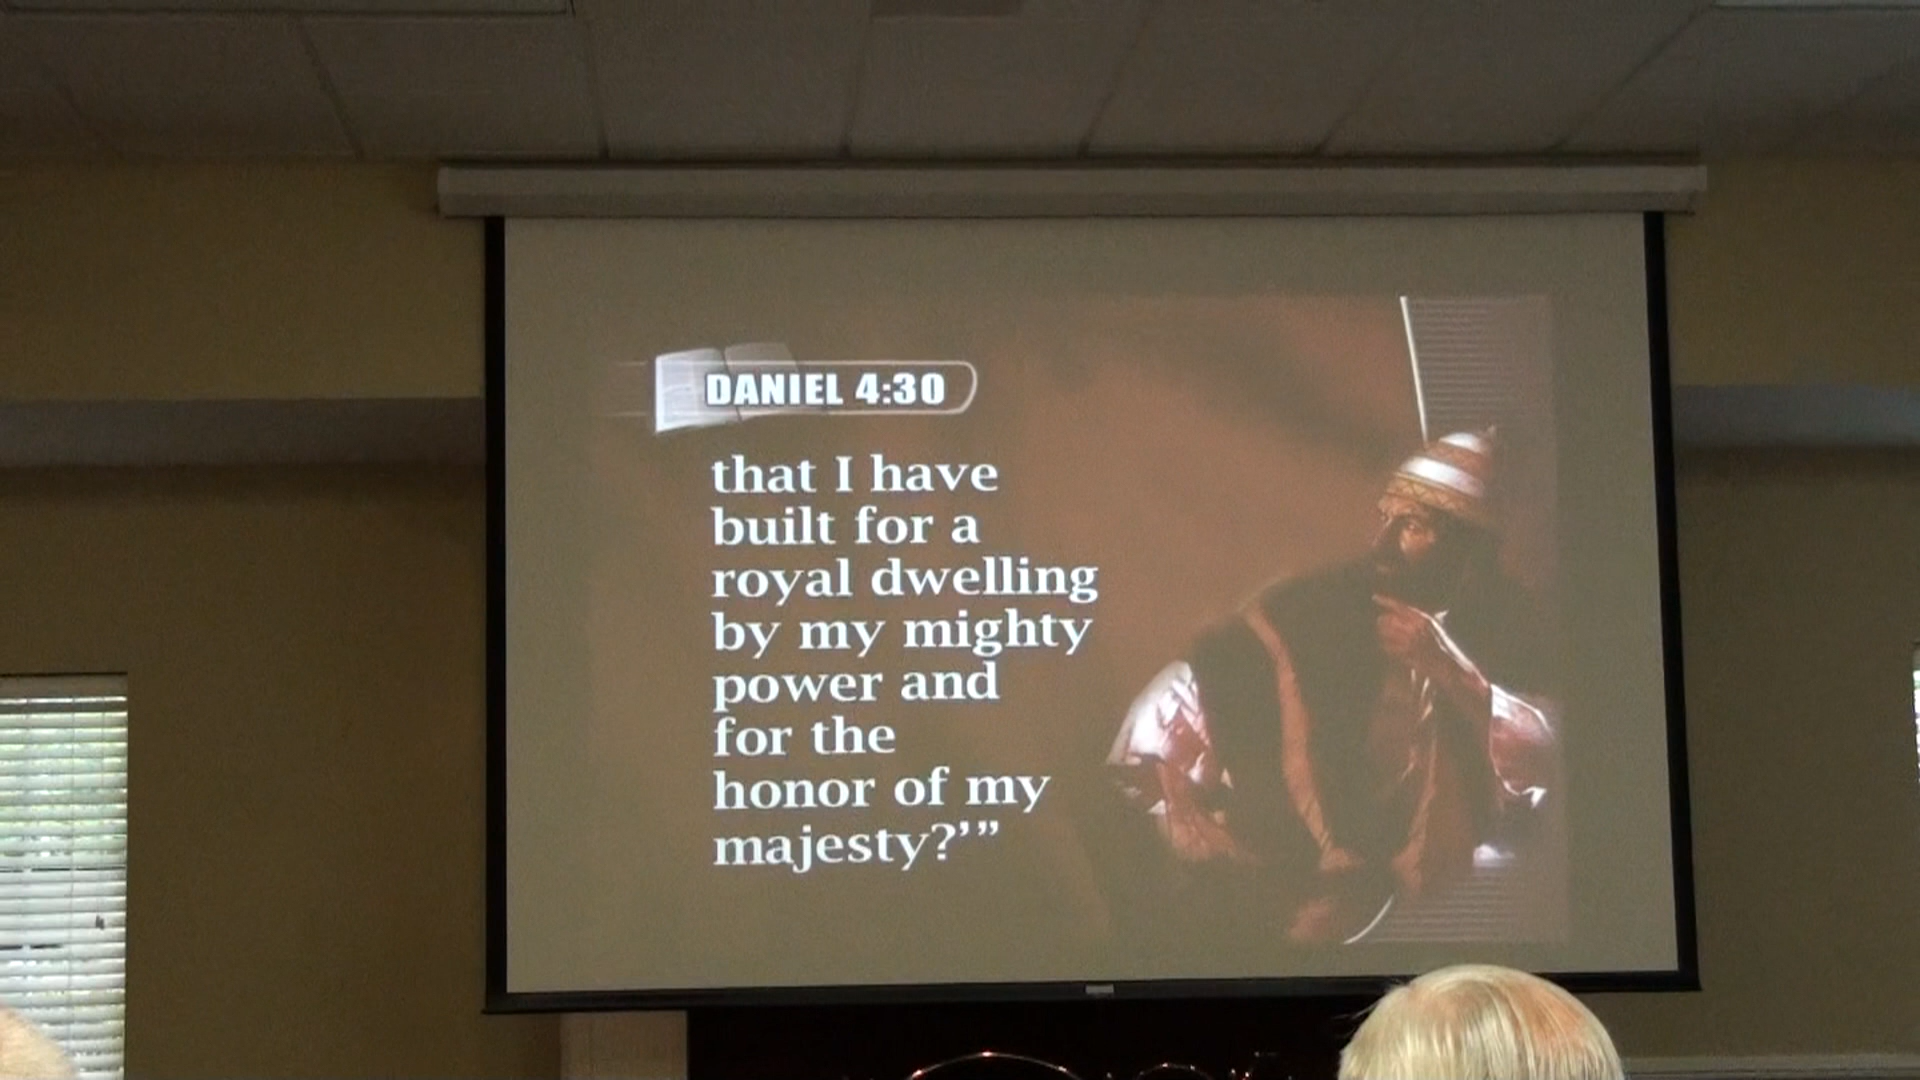 DANIEL 4:30
that I have
built for a
royal dwelling
by my mighty
power and
for the
honor of my
majesty?’”